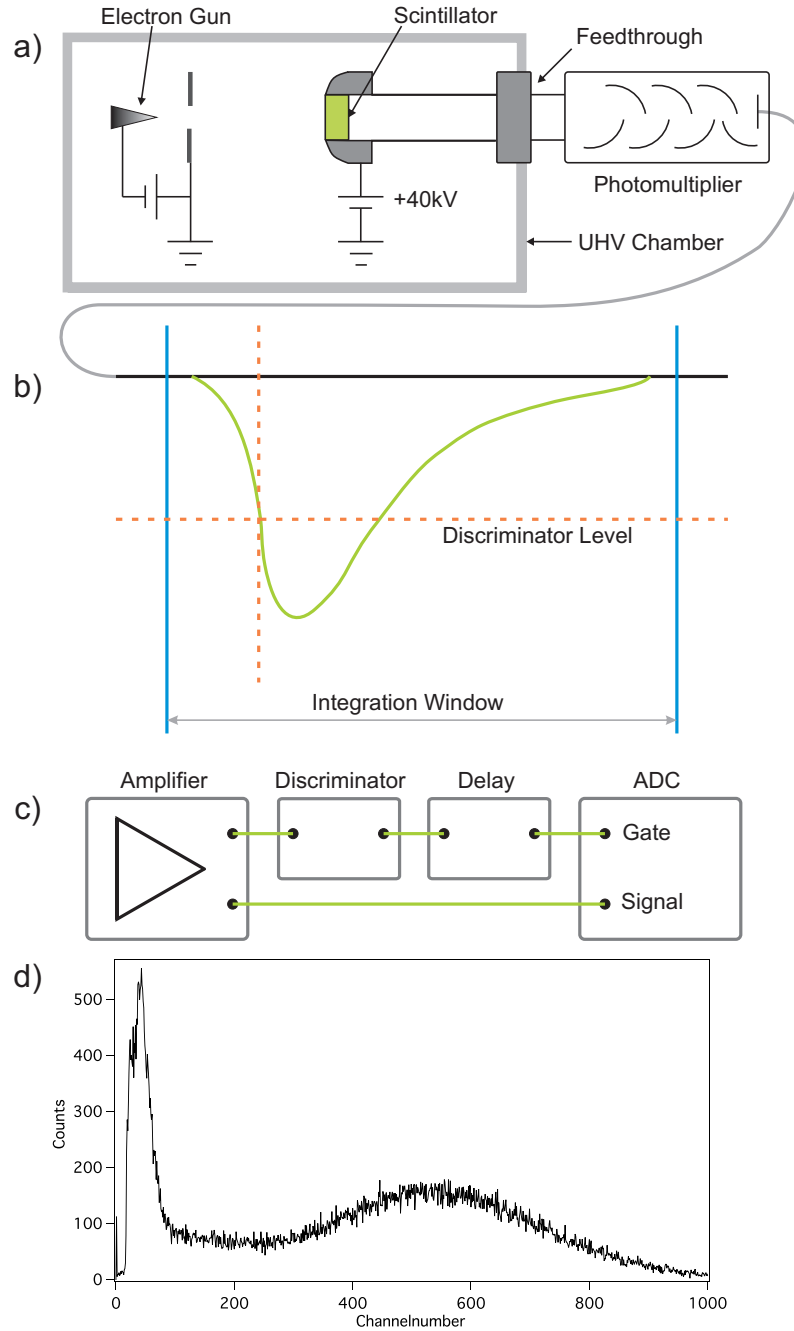 Electron Gun
Scintillator
a)
Feedthrough
+40kV
Photomultiplier
UHV Chamber
b)
Discriminator Level
Integration Window
Amplifier Discriminator Delay ADC
c)
Gate
Signal
d)
500
400
300
200
100
0
Counts
0 200 400 600 800 1000
Channelnumber